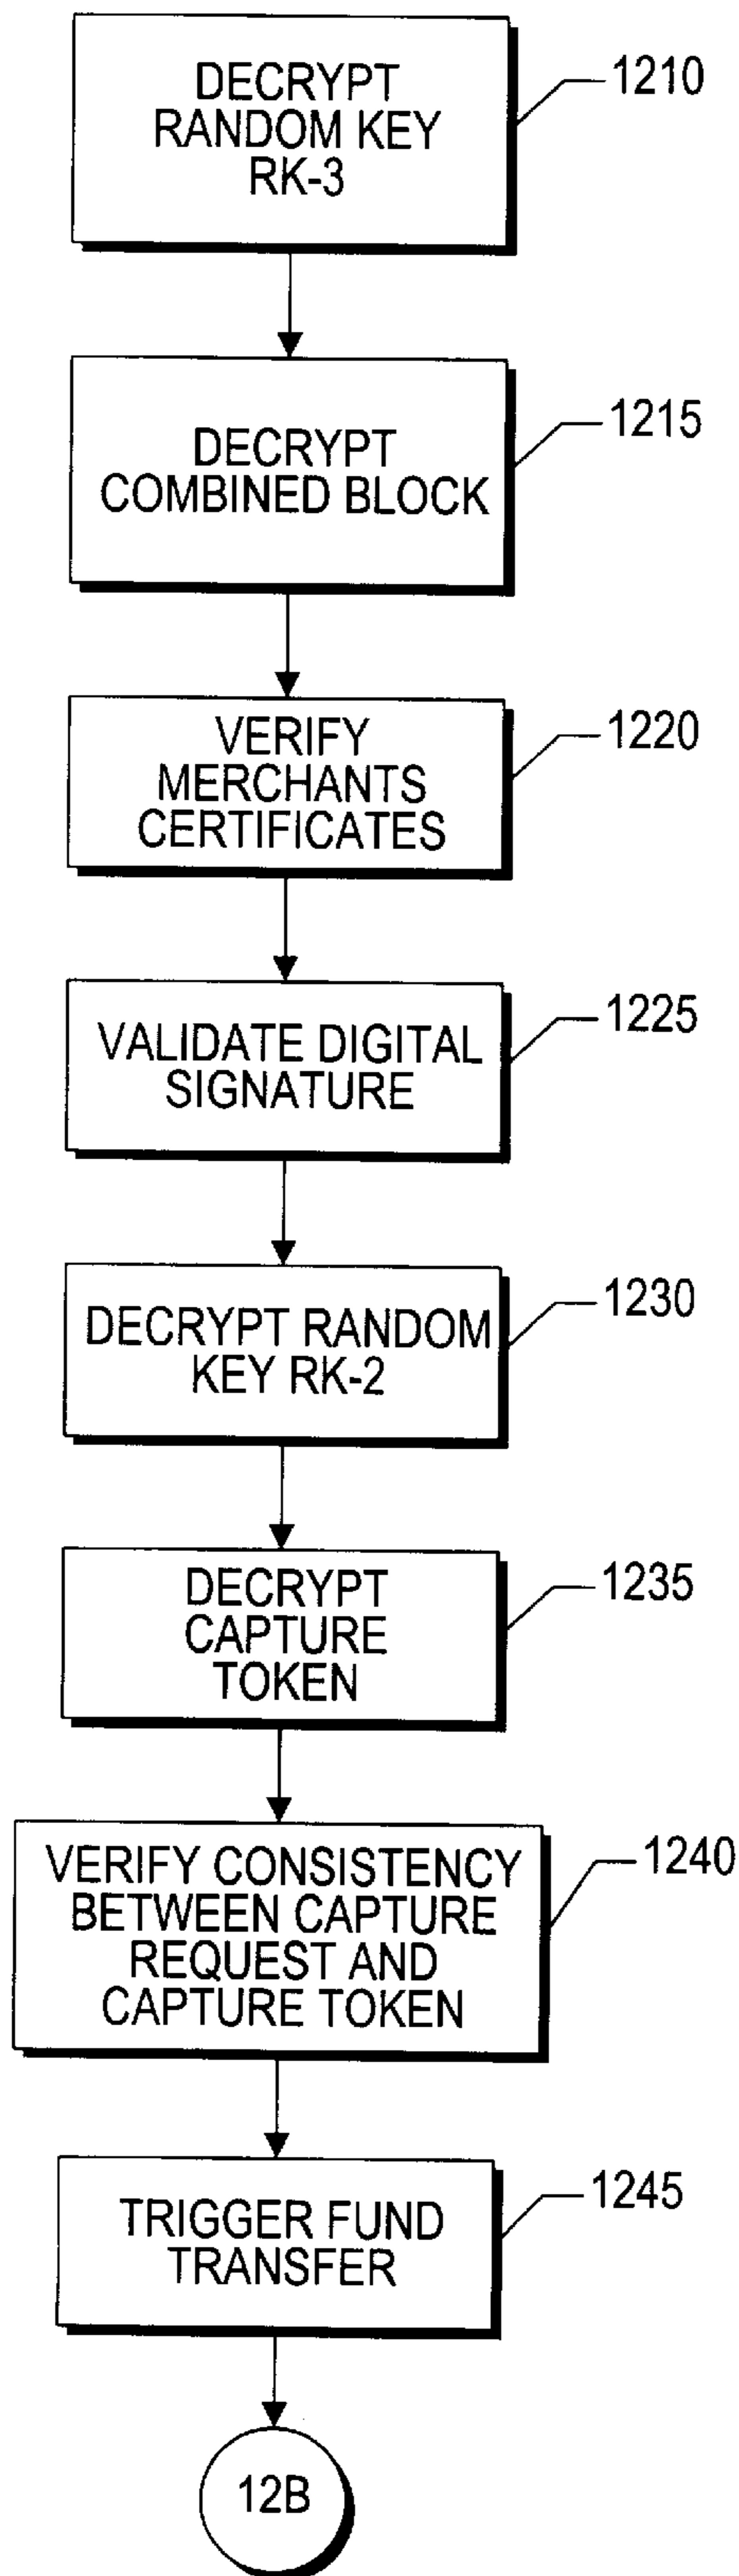 DECRYPT
RANDOM KEY
RK-3
1210
DECRYPT
COMBINED BLOCK
1215
VERIFY
MERCHANTS
CERTIFICATES
1220
VALIDATE DIGITAL
SIGNATURE
1225
DECRYPT RANDOM
KEY RK-2
1230
DECRYPT
CAPTURE
TOKEN
1235
VERIFY CONSISTENCY
BETWEEN CAPTURE
REQUEST AND
CAPTURE TOKEN
1240
TRIGGER FUND
TRANSFER
1245
12B